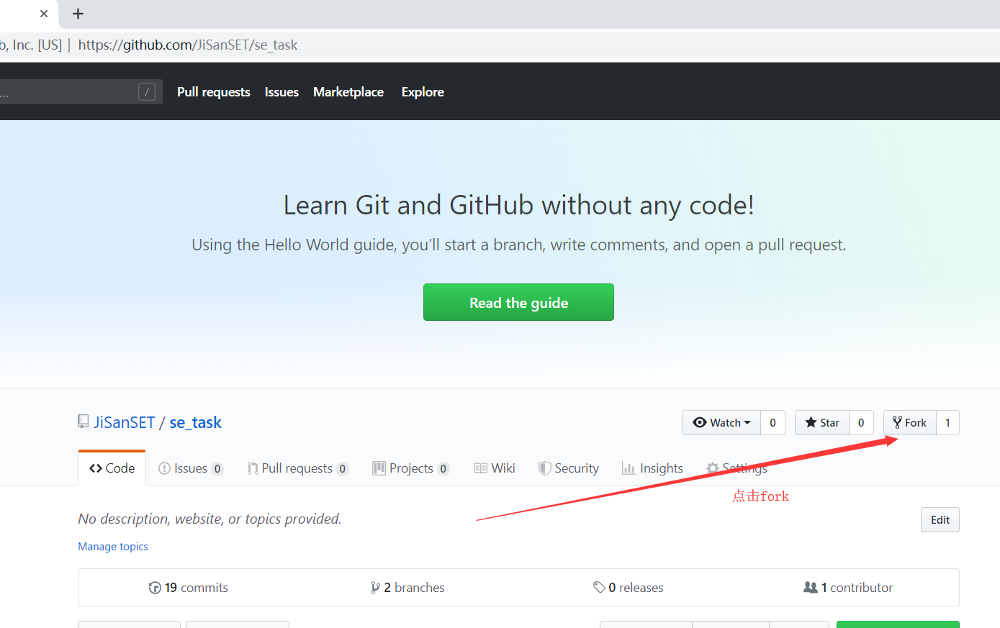 b, Inc. [US] | https://github.com/JiSanSET/se_task
... / Pull requests Issues Marketplace Explore
Learn Git and GitHub without any code!
Using the Hello World guide, you’ll start a branch, write comments, and open a pull request.
Read the guide
JiSanSET / se_task Watch 0 Star 0 Fork 1
Code Issues 0 Pull requests 0 Projects 0 Wiki Security Insights Settings
点击fork
No description, website, or topics provided. Edit
Manage topics
19 commits 2 branches 0 releases 1 contributor